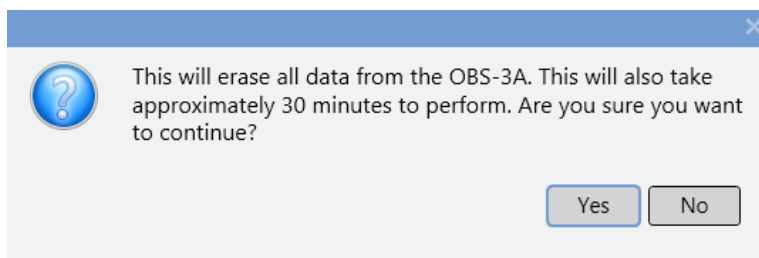 This will erase all data from the OBS-3A. This will also take
approximately 30 minutes to perform. Are you sure you want
to continue?
Yes No